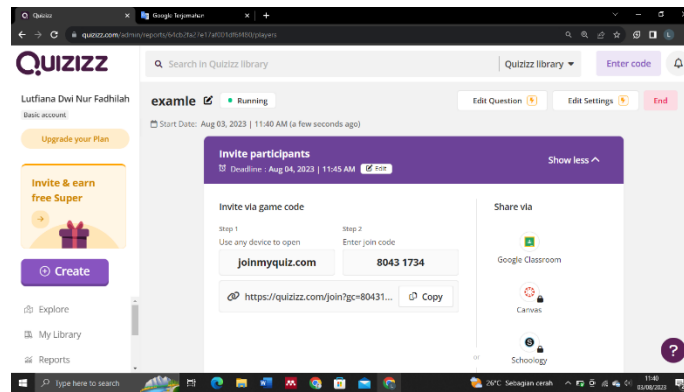 Quizizz
Google Terjemahan
quizizz.com/admin/reports/64cb2fa27e17af001df6f480/players
QUIZIZZ
Search in Quizizz library
Quizizz library
Enter code
Lutfiana Dwi Nur Fadhilah
Basic account
Upgrade your Plan
Invite & earn
free Super
Create
Explore
My Library
Reports
examle
Running
Edit Question
Edit Settings
End
Start Date: Aug 03, 2023 | 11:40 AM (a few seconds ago)
Invite participants
Deadline : Aug 04, 2023 | 11:45 AM
Edit
Show less
Invite via game code
Step 1
Use any device to open
joinmyquiz.com
Step 2
Enter join code
8043 1734
https://quizizz.com/join?gc=80431...
Copy
Share via
Google Classroom
Canvas
or
Schoology
?
Type here to search
26°C Sebagian cerah
11:40
03/08/2023